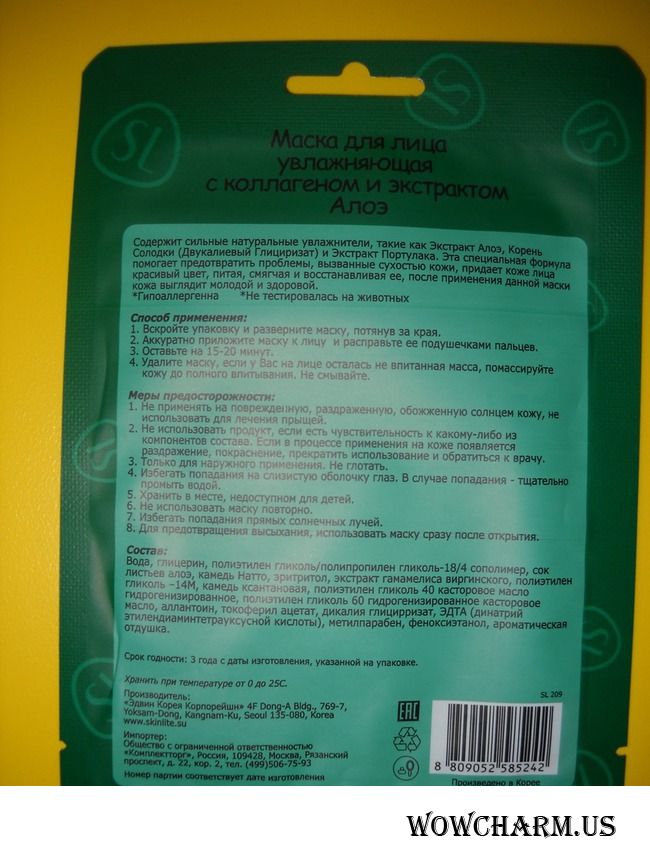 SL
SL
SL
Маска для лица
увлажняющая
с коллагеном и экстрактом
Алоэ
Содержит сильные натуральные увлажнители, такие как Экстракт Алоэ, Корень
Солодки (Двукалиевый Глициризат) и Экстракт Портулака. Эта специальная формула
помогает предотвратить проблемы, вызванные сухостью кожи, придает коже лица
красивый цвет, питая, смягчая и восстанавливая ее, после применения данной маски
кожа выглядит молодой и здоровой.
*Гипоаллергенна *Не тестировалась на животных
Способ применения:
1. Вскройте упаковку и разверните маску, потянув за края.
2. Аккуратно приложите маску к лицу и расправьте ее подушечками пальцев.
3. Оставьте на 15-20 минут.
4. Удалите маску, если у Вас на лице осталась не впитанная масса, помассируйте
кожу до полного впитывания. Не смывайте.
Меры предосторожности:
1. Не применять на поврежденную, раздраженную, обожженную солнцем кожу, не
использовать для лечения прыщей.
2. Не использовать продукт, если есть чувствительность к какому-либо из
компонентов состава. Если в процессе применения на коже появляется
раздражение, покраснение, прекратить использование и обратиться к врачу.
3. Только для наружного применения. Не глотать.
4. Избегать попадания на слизистую оболочку глаз. В случае попадания - тщательно
промыть водой.
5. Хранить в месте, недоступном для детей.
6. Не использовать маску повторно.
7. Избегать попадания прямых солнечных лучей.
8. Для предотвращения высыхания, использовать маску сразу после открытия.
Состав:
Вода, глицерин, полиэтилен гликоль/полипропилен гликоль-18/4 сополимер, сок
листьев алоэ, камедь Натто, эритритол, экстракт гамамелиса виргинского, полиэтилен
гликоль –14М, камедь ксантановая, полиэтилен гликоль 40 касторовое масло
гидрогенизированное, полиэтилен гликоль 60 гидрогенизированное касторовое
масло, аллантоин, токоферил ацетат, дикалия глицирризат, ЭДТА (динатрий
этилендиаминтетрауксусной кислоты), метилпарабен, феноксиэтанол, ароматическая
отдушка.
Срок годности: 3 года с даты изготовления, указанной на упаковке.
Хранить при температуре от 0 до 25С.
SL 209
Производитель:
«Эдвин Корея Корпорейшн» 4F Dong-A Bldg., 769-7,
Yoksam-Dong, Kangnam-Ku, Seoul 135-080, Korea
www.skinlite.su
EAC
Импортер:
Общество с ограниченной ответственностью
«Комплектторг», Россия, 109428, Москва, Рязанский
проспект, д. 22, кор. 2, тел. (499)506-75-93
Номер партии соответствует дате изготовления
8 809052 585242
Произведено в Корее
WOWCHARM.US